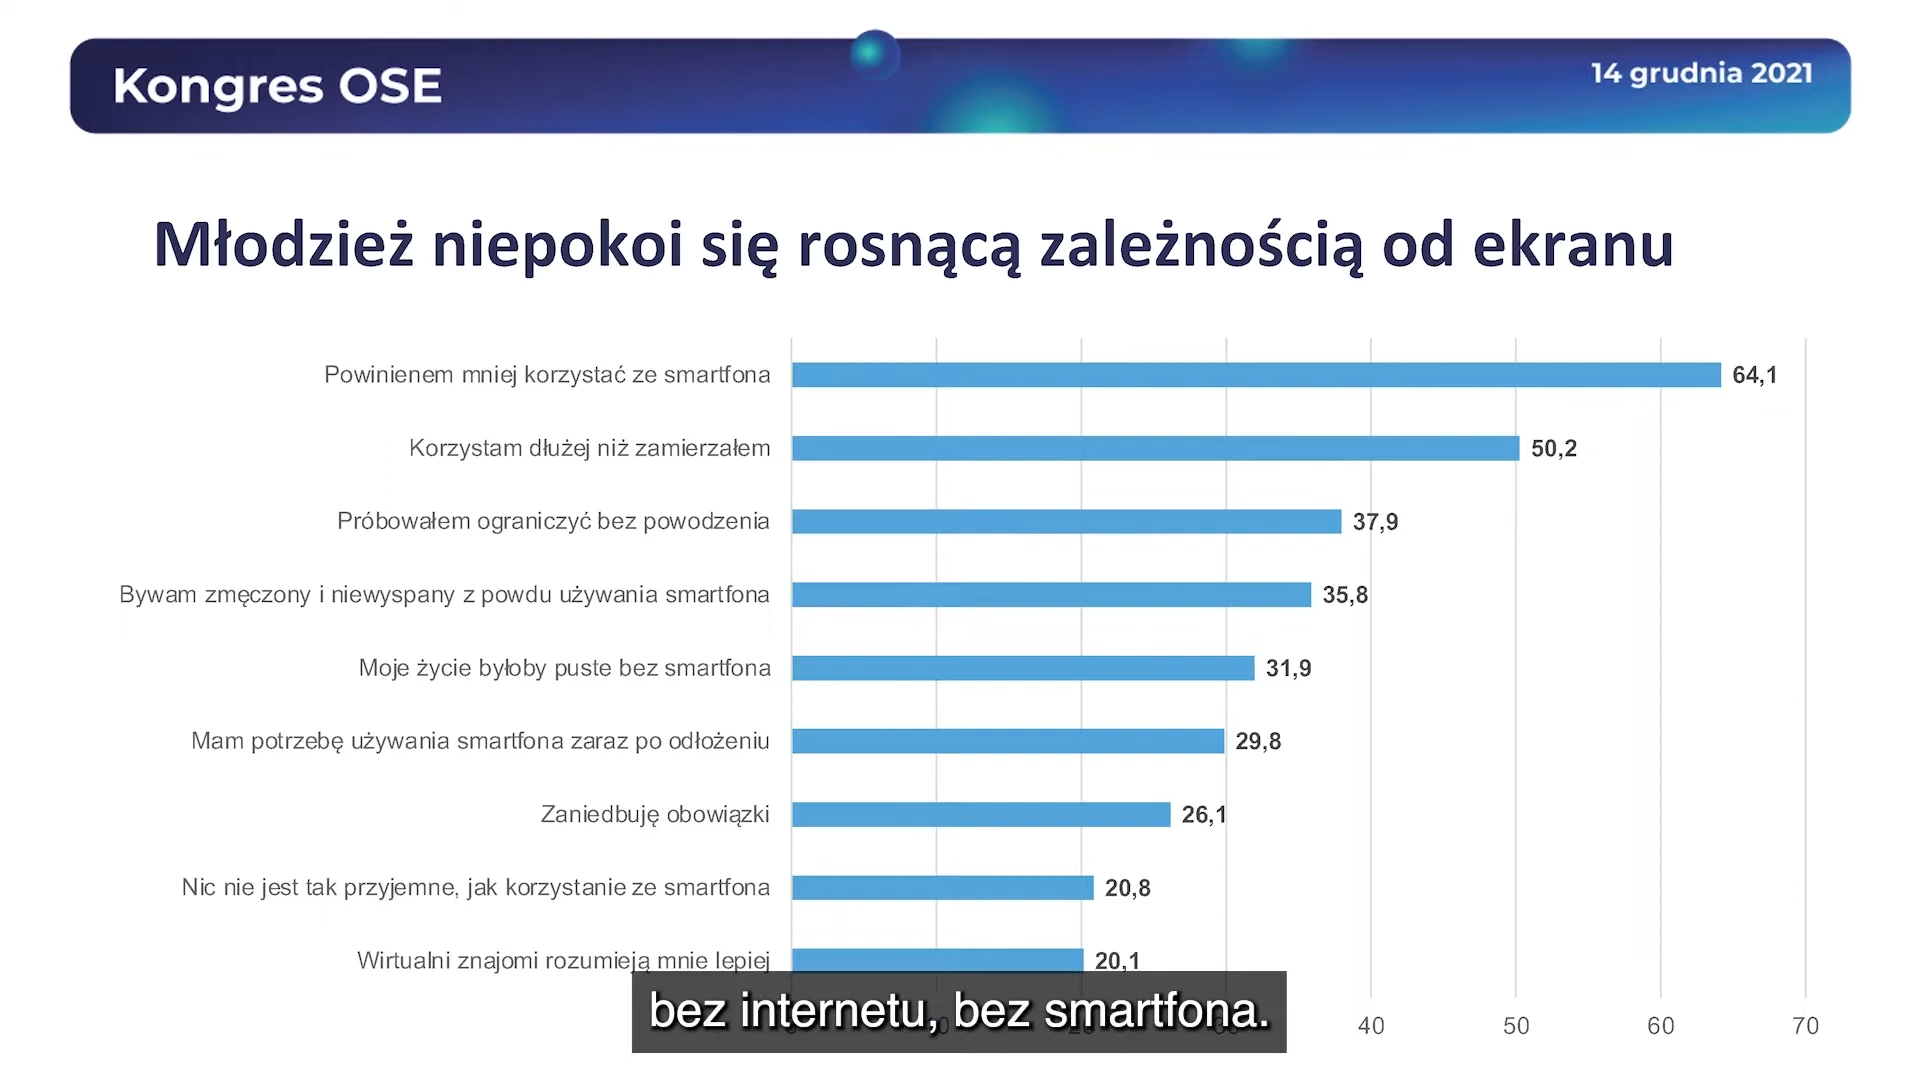 Kongres OSE
14 grudnia 2021
Młodzież niepokoi się rosnącą zależnością od ekranu
Powinienem mniej korzystać ze smartfona 64,1
Korzystam dłużej niż zamierzałem 50,2
Próbowałem ograniczyć bez powodzenia 37,9
Bywam zmęczony i niewyspany z powdu używania smartfona 35,8
Moje życie byłoby puste bez smartfona 31,9
Mam potrzebę używania smartfona zaraz po odłożeniu 29,8
Zaniedbuję obowiązki 26,1
Nic nie jest tak przyjemne, jak korzystanie ze smartfona 20,8
Wirtualni znajomi rozumieją mnie lepiej 20,1
bez internetu, bez smartfona.
40 50 60 70